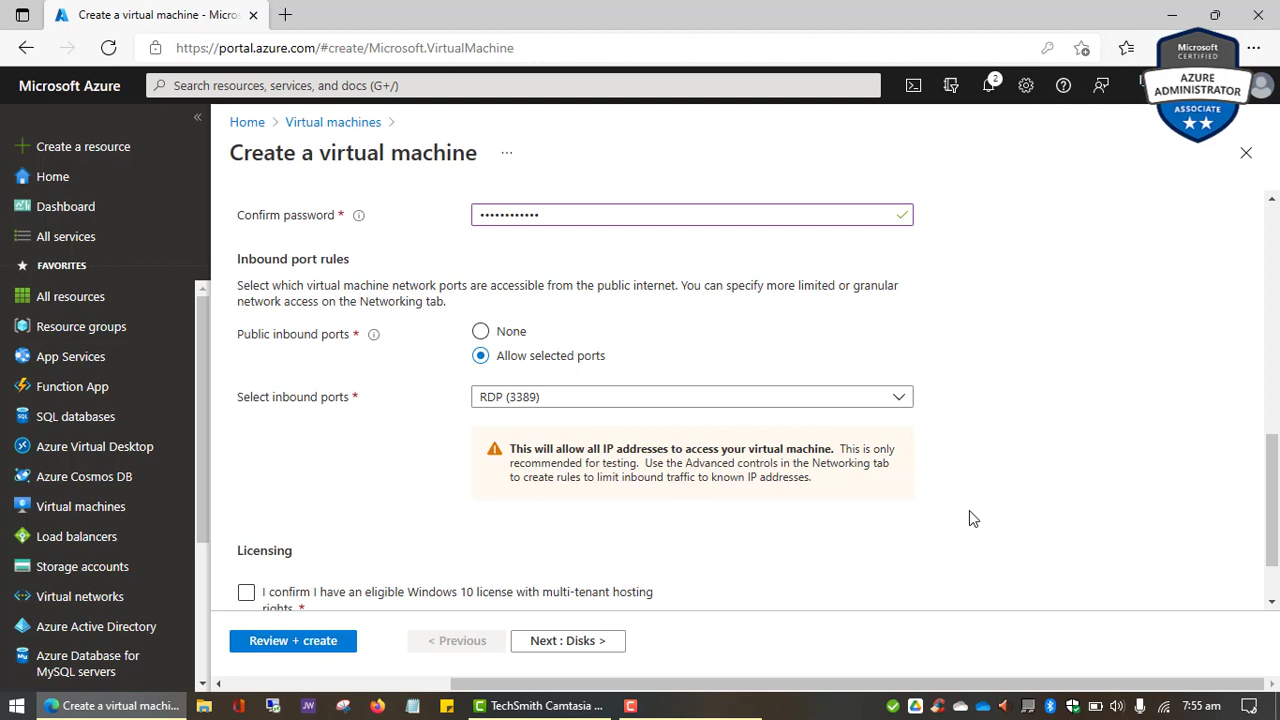 Create a virtual machine - Micros
https://portal.azure.com/#create/Microsoft.VirtualMachine
Microsoft
CERTIFIED
AZURE
ADMINISTRATOR
ASSOCIATE
Microsoft Azure
Search resources, services, and docs (G+/)
2
Create a resource
Home
Dashboard
All services
FAVORITES
All resources
Resource groups
App Services
Function App
SQL databases
Azure Virtual Desktop
Azure Cosmos DB
Virtual machines
Load balancers
Storage accounts
Virtual networks
Azure Active Directory
Azure Database for
MySQL servers
Home > Virtual machines >
Create a virtual machine ...
Confirm password *
••••••••••••
Inbound port rules
Select which virtual machine network ports are accessible from the public internet. You can specify more limited or granular
network access on the Networking tab.
Public inbound ports *
None
Allow selected ports
Select inbound ports *
RDP (3389)
This will allow all IP addresses to access your virtual machine. This is only
recommended for testing. Use the Advanced controls in the Networking tab
to create rules to limit inbound traffic to known IP addresses.
Licensing
I confirm I have an eligible Windows 10 license with multi-tenant hosting
rights. *
Review + create
< Previous
Next : Disks >
Create a virtual machi...
JW
TechSmith Camtasia ...
7:55 am